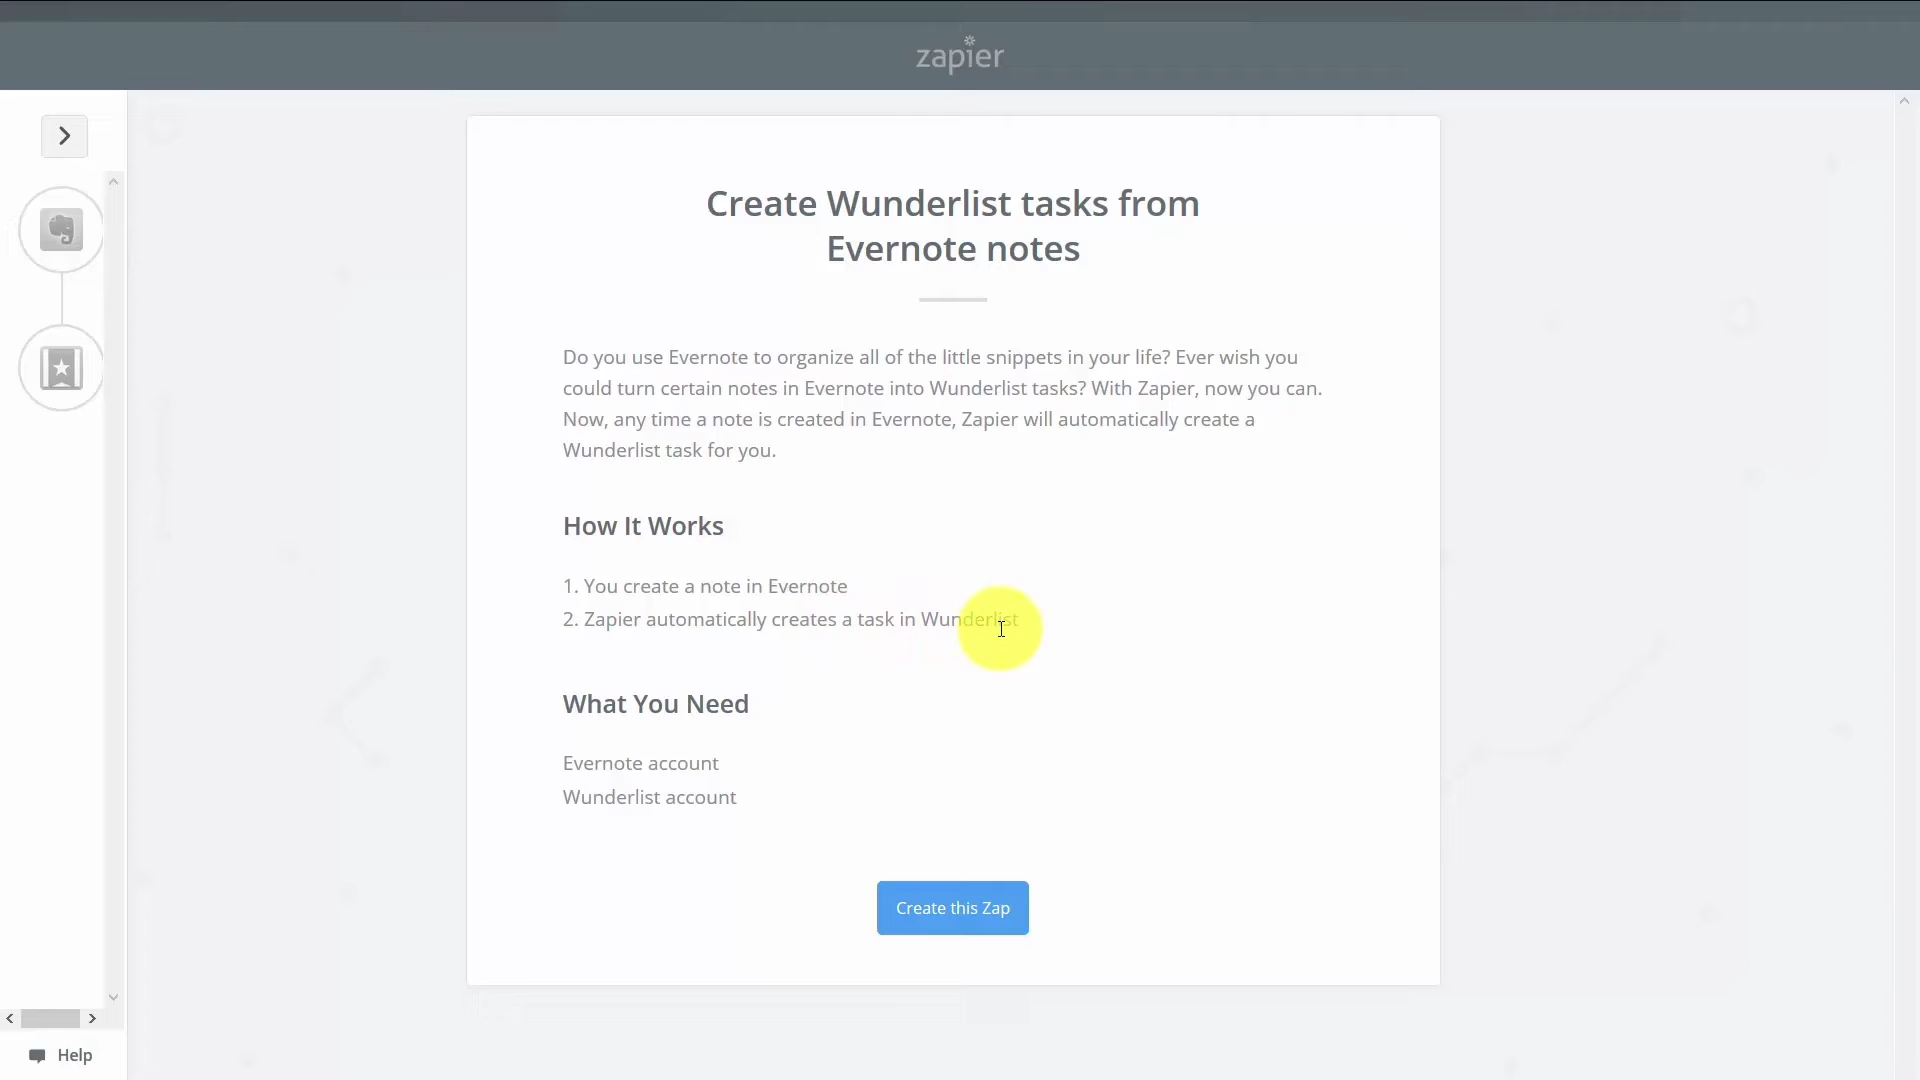 zapier
Create Wunderlist tasks from
Evernote notes
Do you use Evernote to organize all of the little snippets in your life? Ever wish you
could turn certain notes in Evernote into Wunderlist tasks? With Zapier, now you can.
Now, any time a note is created in Evernote, Zapier will automatically create a
Wunderlist task for you.
How It Works
1. You create a note in Evernote
2. Zapier automatically creates a task in Wunderlist
What You Need
Evernote account
Wunderlist account
Create this Zap
Help